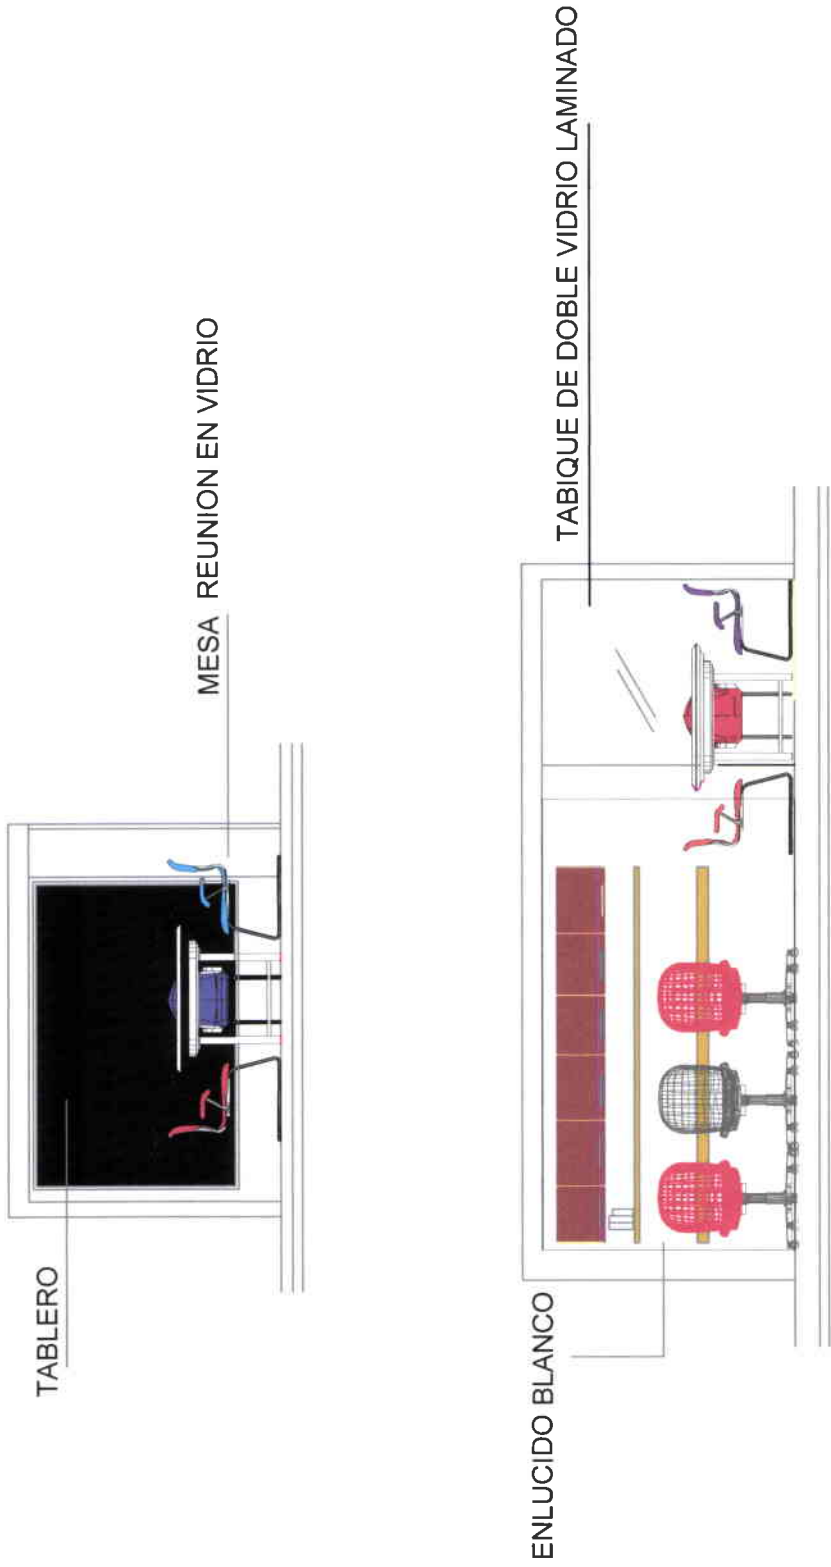 TABLERO
MESA REUNION EN VIDRIO
ENLUCIDO BLANCO
TABIQUE DE DOBLE VIDRIO LAMINADO